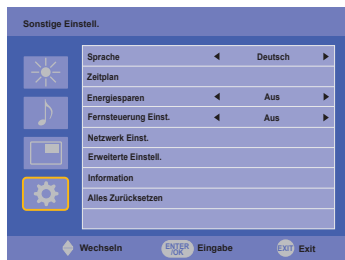 Sonstige Einstell.
Sprache Deutsch
Zeitplan
Energiesparen Aus
Fernsteuerung Einst. Aus
Netzwerk Einst.
Erweiterte Einstell.
Information
Alles Zurücksetzen
Wechseln ENTER /OK Eingabe EXIT Exit